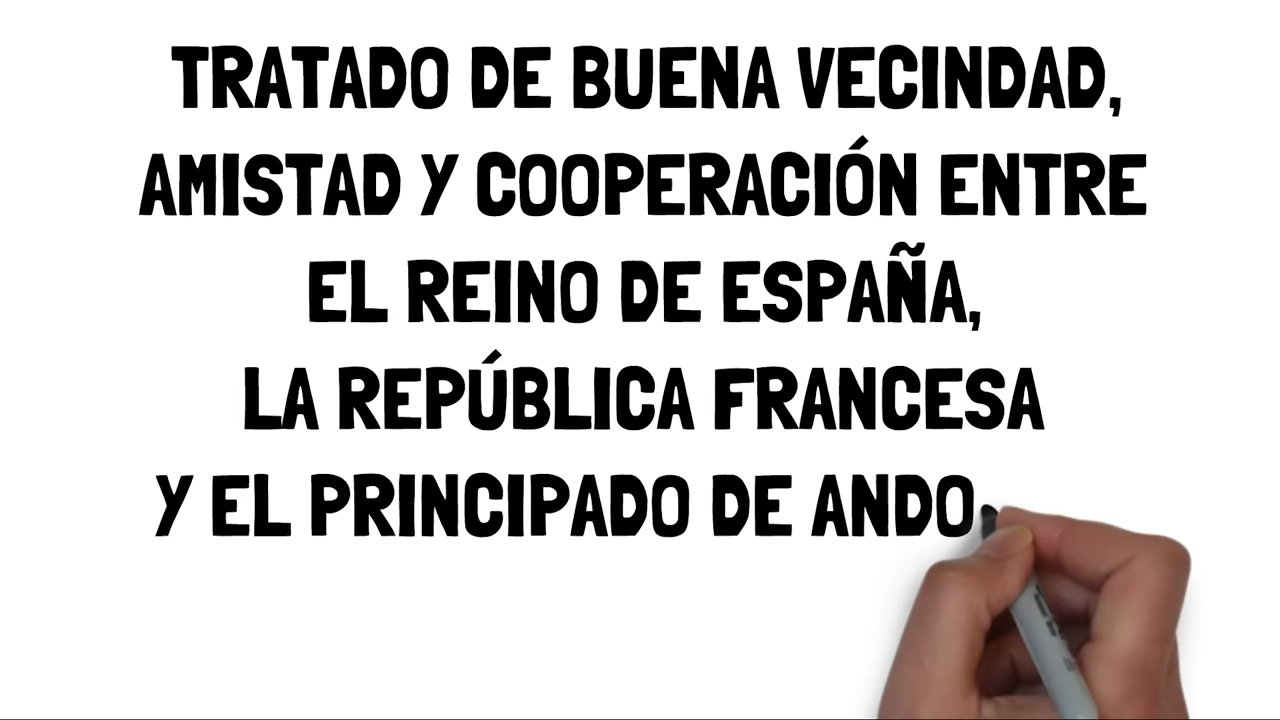 TRATADO DE BUENA VECINDAD,
AMISTAD Y COOPERACIÓN ENTRE
EL REINO DE ESPAÑA,
LA REPÚBLICA FRANCESA
Y EL PRINCIPADO DE ANDO